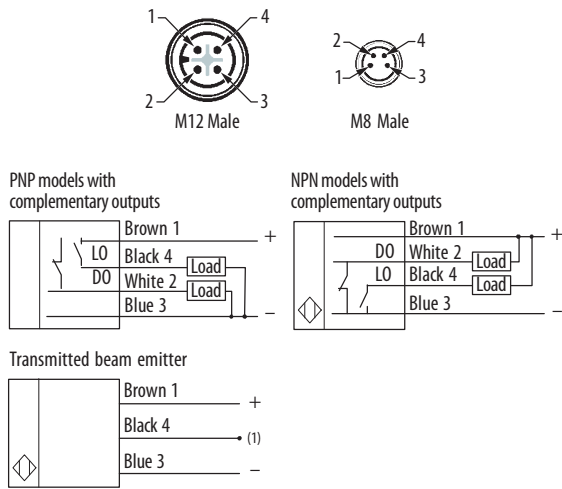 1 4
2 3
M12 Male
2 4
1 3
M8 Male
PNP models with
complementary outputs
Brown 1 +
LO Black 4 Load
DO White 2 Load
Blue 3 −
NPN models with
complementary outputs
Brown 1 +
DO White 2 Load
LO Black 4 Load
Blue 3 −
Transmitted beam emitter
Brown 1 +
Black 4 (1)
Blue 3 −